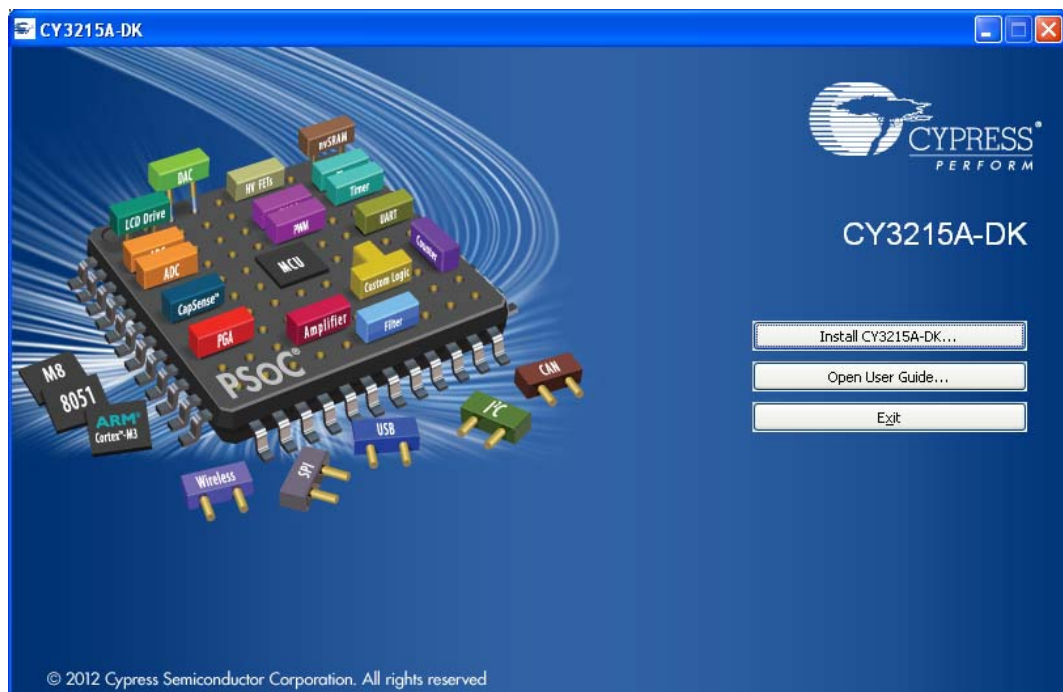 CY3215A-DK
nvSRAM
DAC
HV FETs
Timer
LCD Drive
PWM
UART
Counter
ADC
MCU
Custom Logic
CapSense™
PGA
Amplifier
Filter
PSOC®
M8
8051
ARM®
Cortex™-M3
CAN
I²C
USB
SPI
Wireless
CYPRESS®
PERFORM
CY3215A-DK
Install CY3215A-DK...
Open User Guide...
Exit
© 2012 Cypress Semiconductor Corporation. All rights reserved